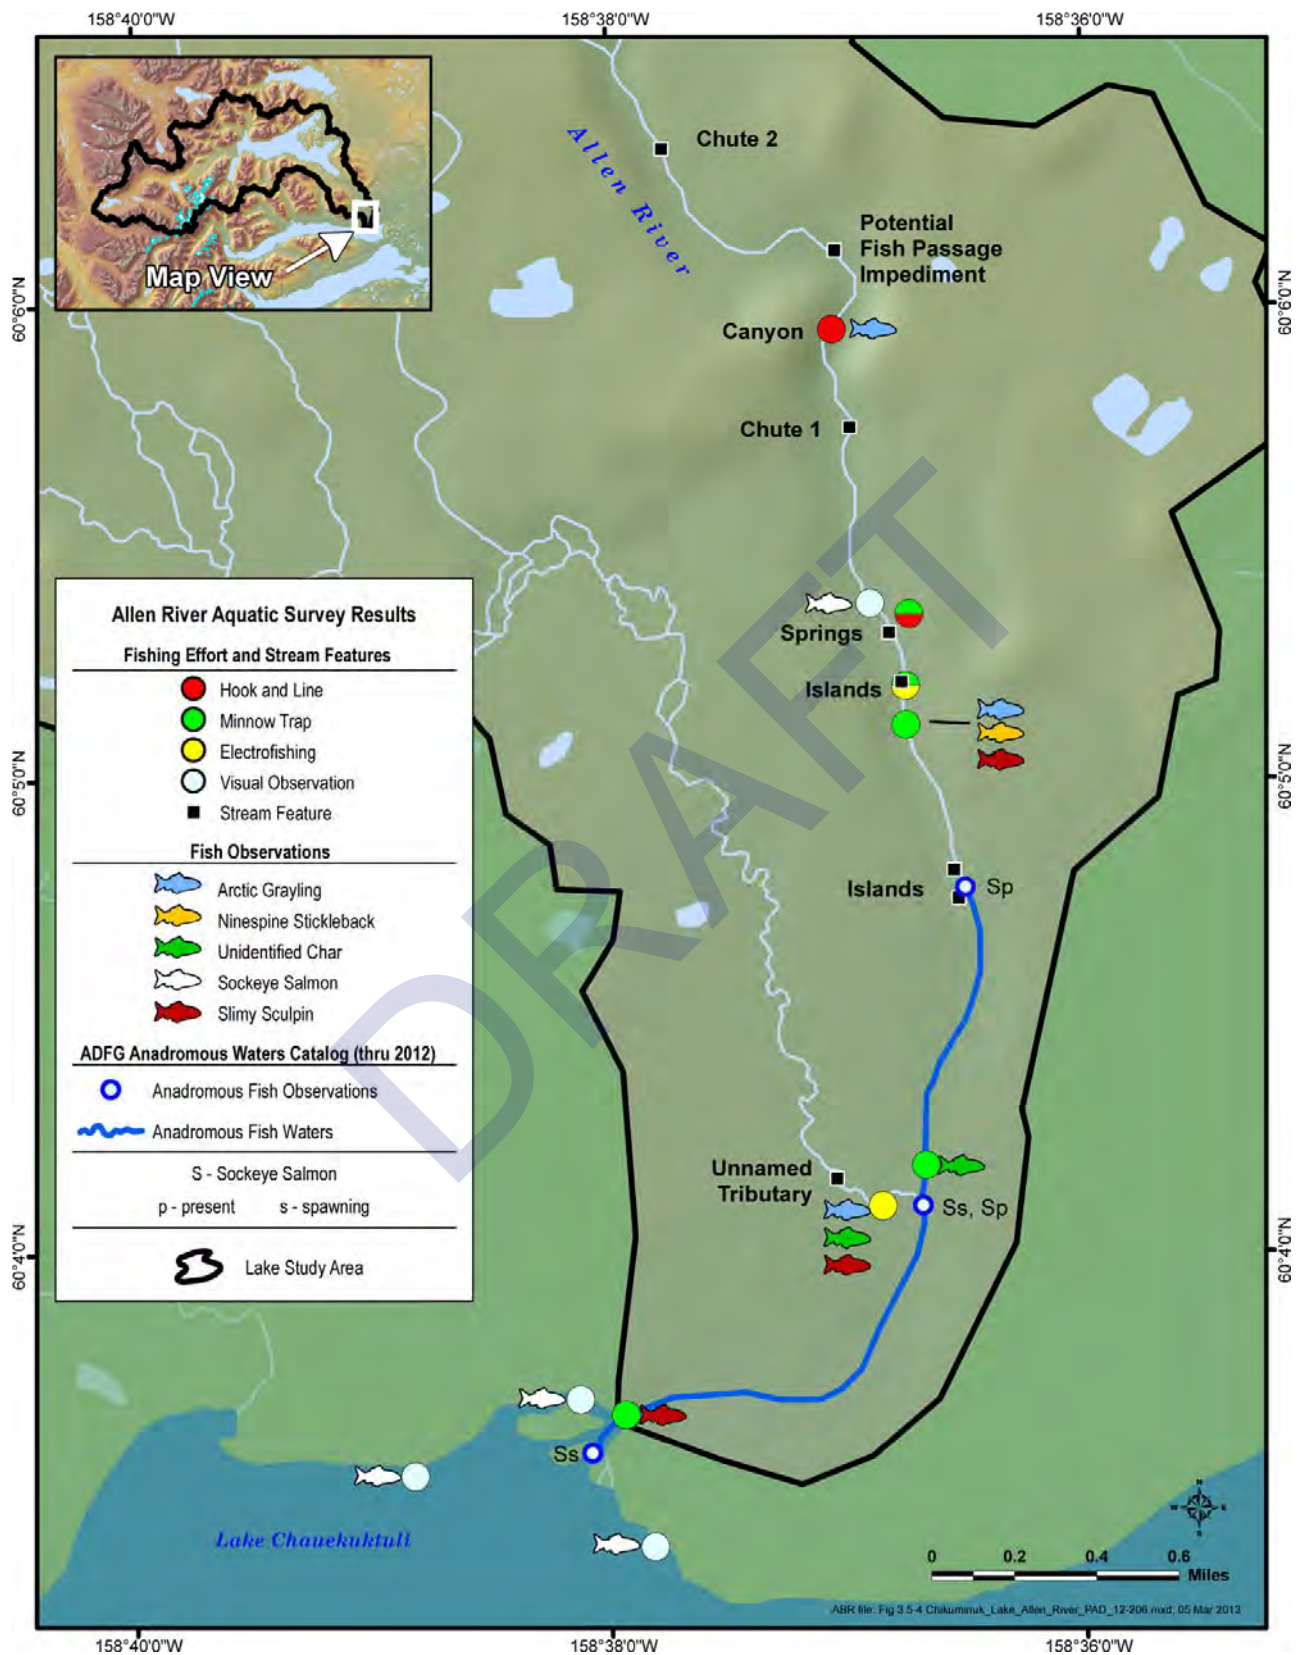 158°40'0"W
158°38'0"W
158°36'0"W
Map View
Allen River
Chute 2
Potential
Fish Passage
Impediment
60°6'0"N
60°6'0"N
Canyon
Chute 1
Springs
Islands
60°5'0"N
60°5'0"N
Islands
Sp
Unnamed
Tributary
Ss, Sp
60°4'0"N
60°4'0"N
Ss
Lake Chauekuktuli
DRAFT
Allen River Aquatic Survey Results
Fishing Effort and Stream Features
Hook and Line
Minnow Trap
Electrofishing
Visual Observation
Stream Feature
Fish Observations
Arctic Grayling
Ninespine Stickleback
Unidentified Char
Sockeye Salmon
Slimy Sculpin
ADFG Anadromous Waters Catalog (thru 2012)
Anadromous Fish Observations
Anadromous Fish Waters
S - Sockeye Salmon
p - present s - spawning
Lake Study Area
N
W E
S
0 0.2 0.4 0.6
Miles
ABR file: Fig 3.5-4 Chikuminuk_Lake_Allen_River_PAD_12-206 mxd; 05 Mar 2013
158°40'0"W
158°38'0"W
158°36'0"W